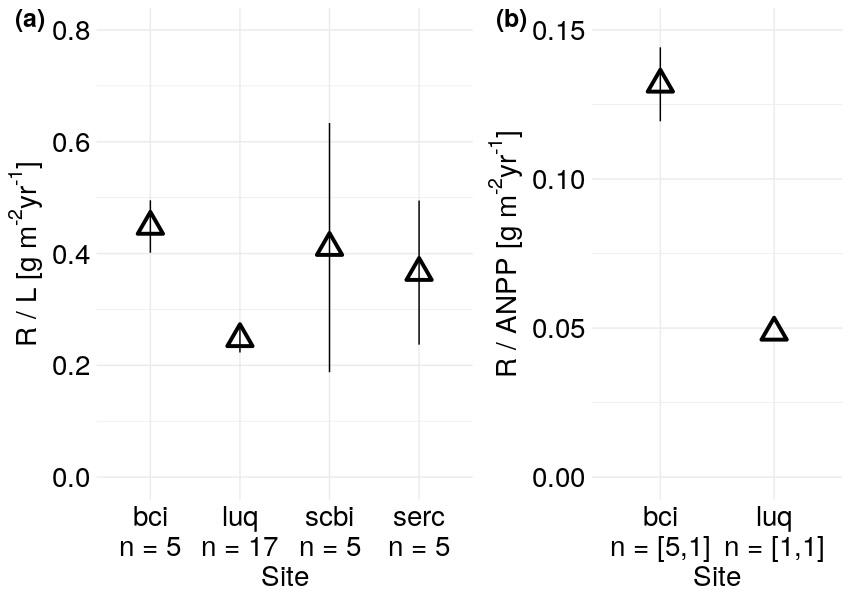 (a)
R / L [g m⁻²yr⁻¹]
0.8
0.6
0.4
0.2
0.0
bci luq scbi serc
n = 5 n = 17 n = 5 n = 5
Site
(b)
R / ANPP [g m⁻²yr⁻¹]
0.15
0.10
0.05
0.00
bci luq
n = [5,1] n = [1,1]
Site